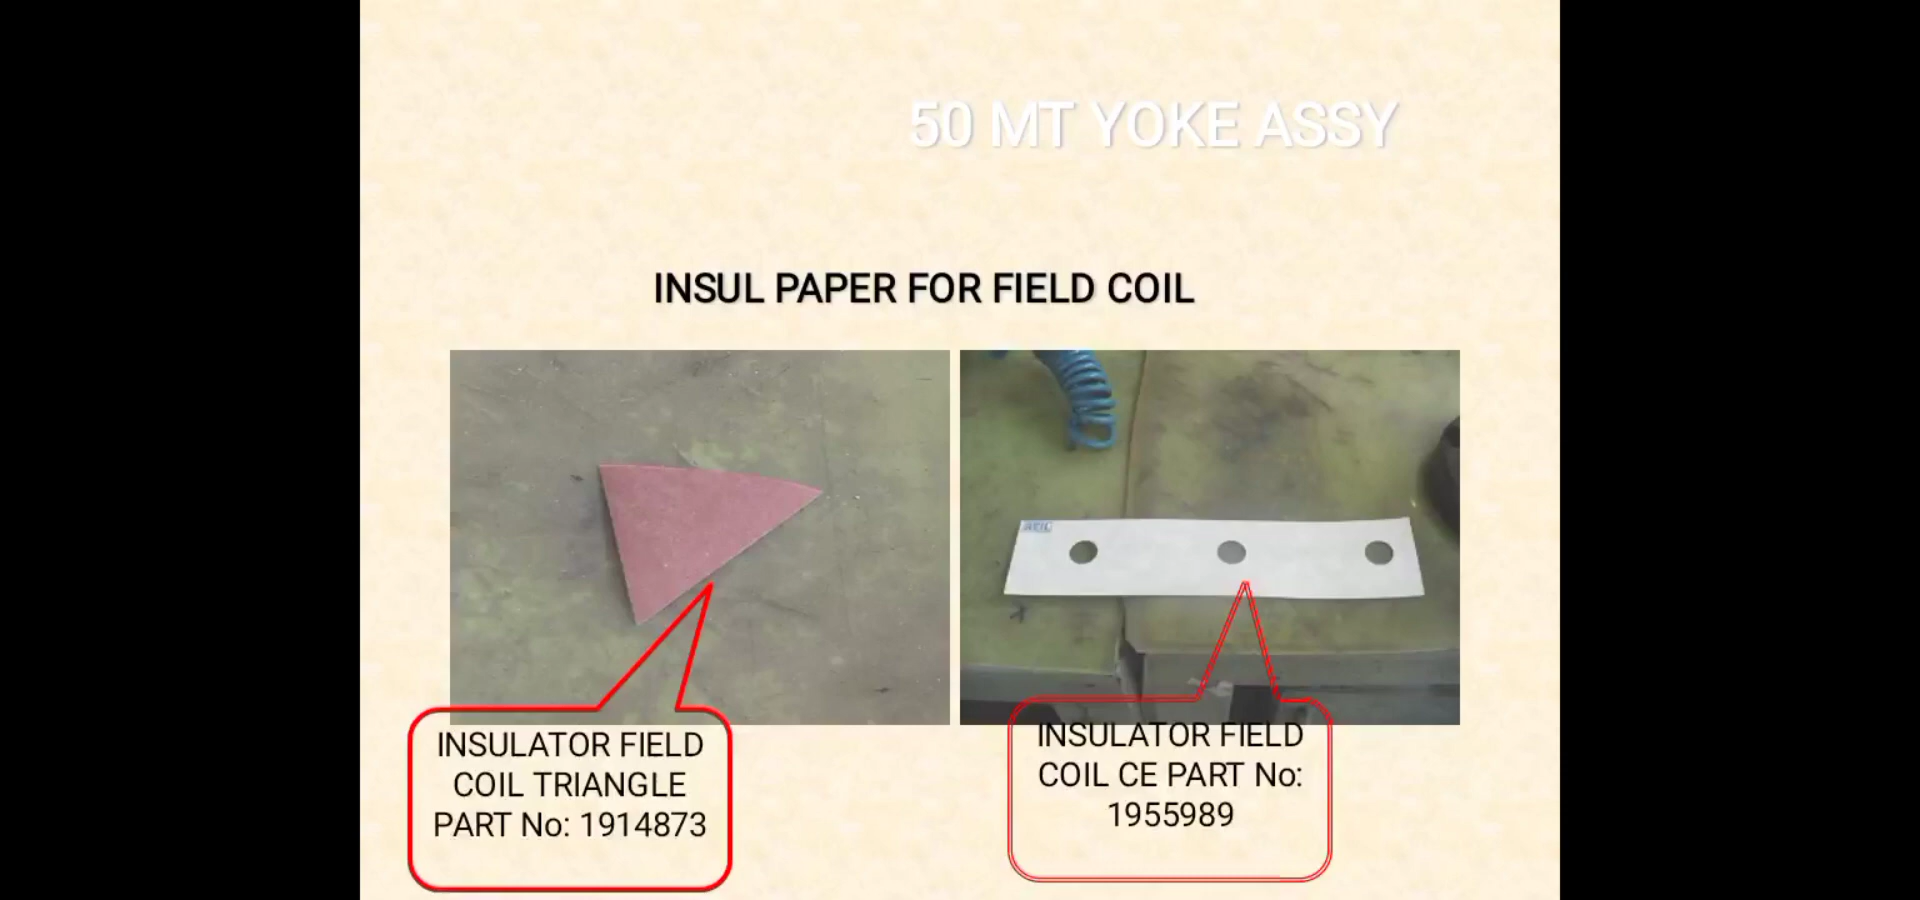 50 MT YOKE ASSY
INSUL PAPER FOR FIELD COIL
INSULATOR FIELD
COIL TRIANGLE
PART No: 1914873
INSULATOR FIELD
COIL CE PART No:
1955989